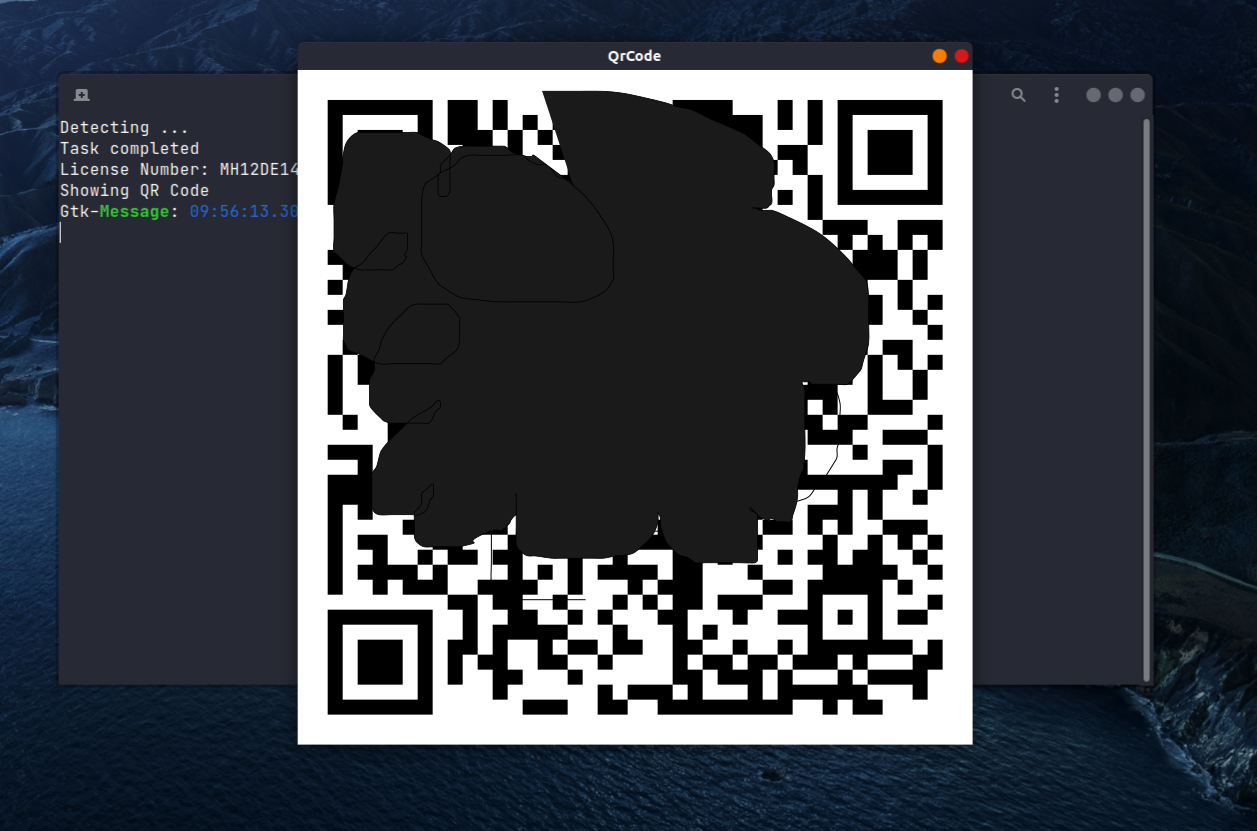 QrCode
Detecting ...
Task completed
License Number: MH12DE14
Showing QR Code
Gtk-Message: 09:56:13.30